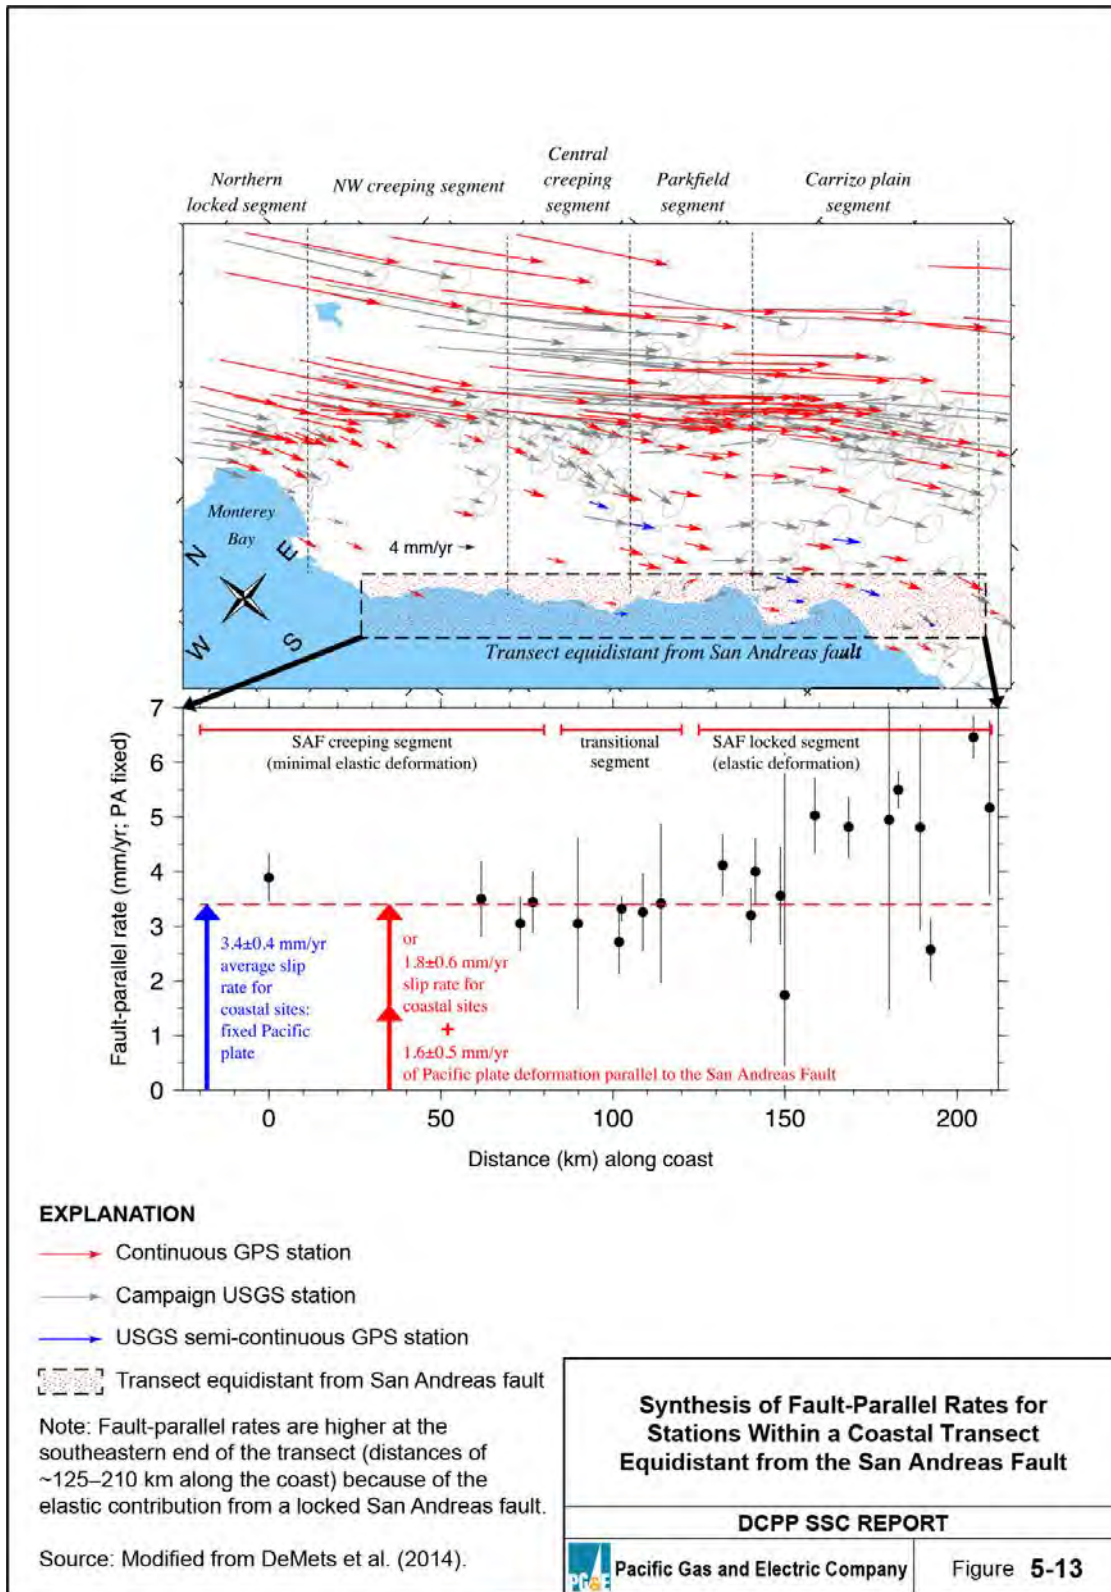 Northern
locked segment
NW creeping segment
Central
creeping
segment
Parkfield
segment
Carrizo plain
segment
Monterey
Bay
N
E
W
S
4 mm/yr
Transect equidistant from San Andreas fault
7
6
5
4
3
2
1
0
Fault-parallel rate (mm/yr; PA fixed)
SAF creeping segment
(minimal elastic deformation)
transitional
segment
SAF locked segment
(elastic deformation)
3.4±0.4 mm/yr
average slip
rate for
coastal sites:
fixed Pacific
plate
or
1.8±0.6 mm/yr
slip rate for
coastal sites
+
1.6±0.5 mm/yr
of Pacific plate deformation parallel to the San Andreas Fault
0 50 100 150 200
Distance (km) along coast
EXPLANATION
Continuous GPS station
Campaign USGS station
USGS semi-continuous GPS station
Transect equidistant from San Andreas fault
Note: Fault-parallel rates are higher at the
southeastern end of the transect (distances of
~125–210 km along the coast) because of the
elastic contribution from a locked San Andreas fault.
Source: Modified from DeMets et al. (2014).
Synthesis of Fault-Parallel Rates for
Stations Within a Coastal Transect
Equidistant from the San Andreas Fault
DCPP SSC REPORT
PG&E Pacific Gas and Electric Company
Figure 5-13